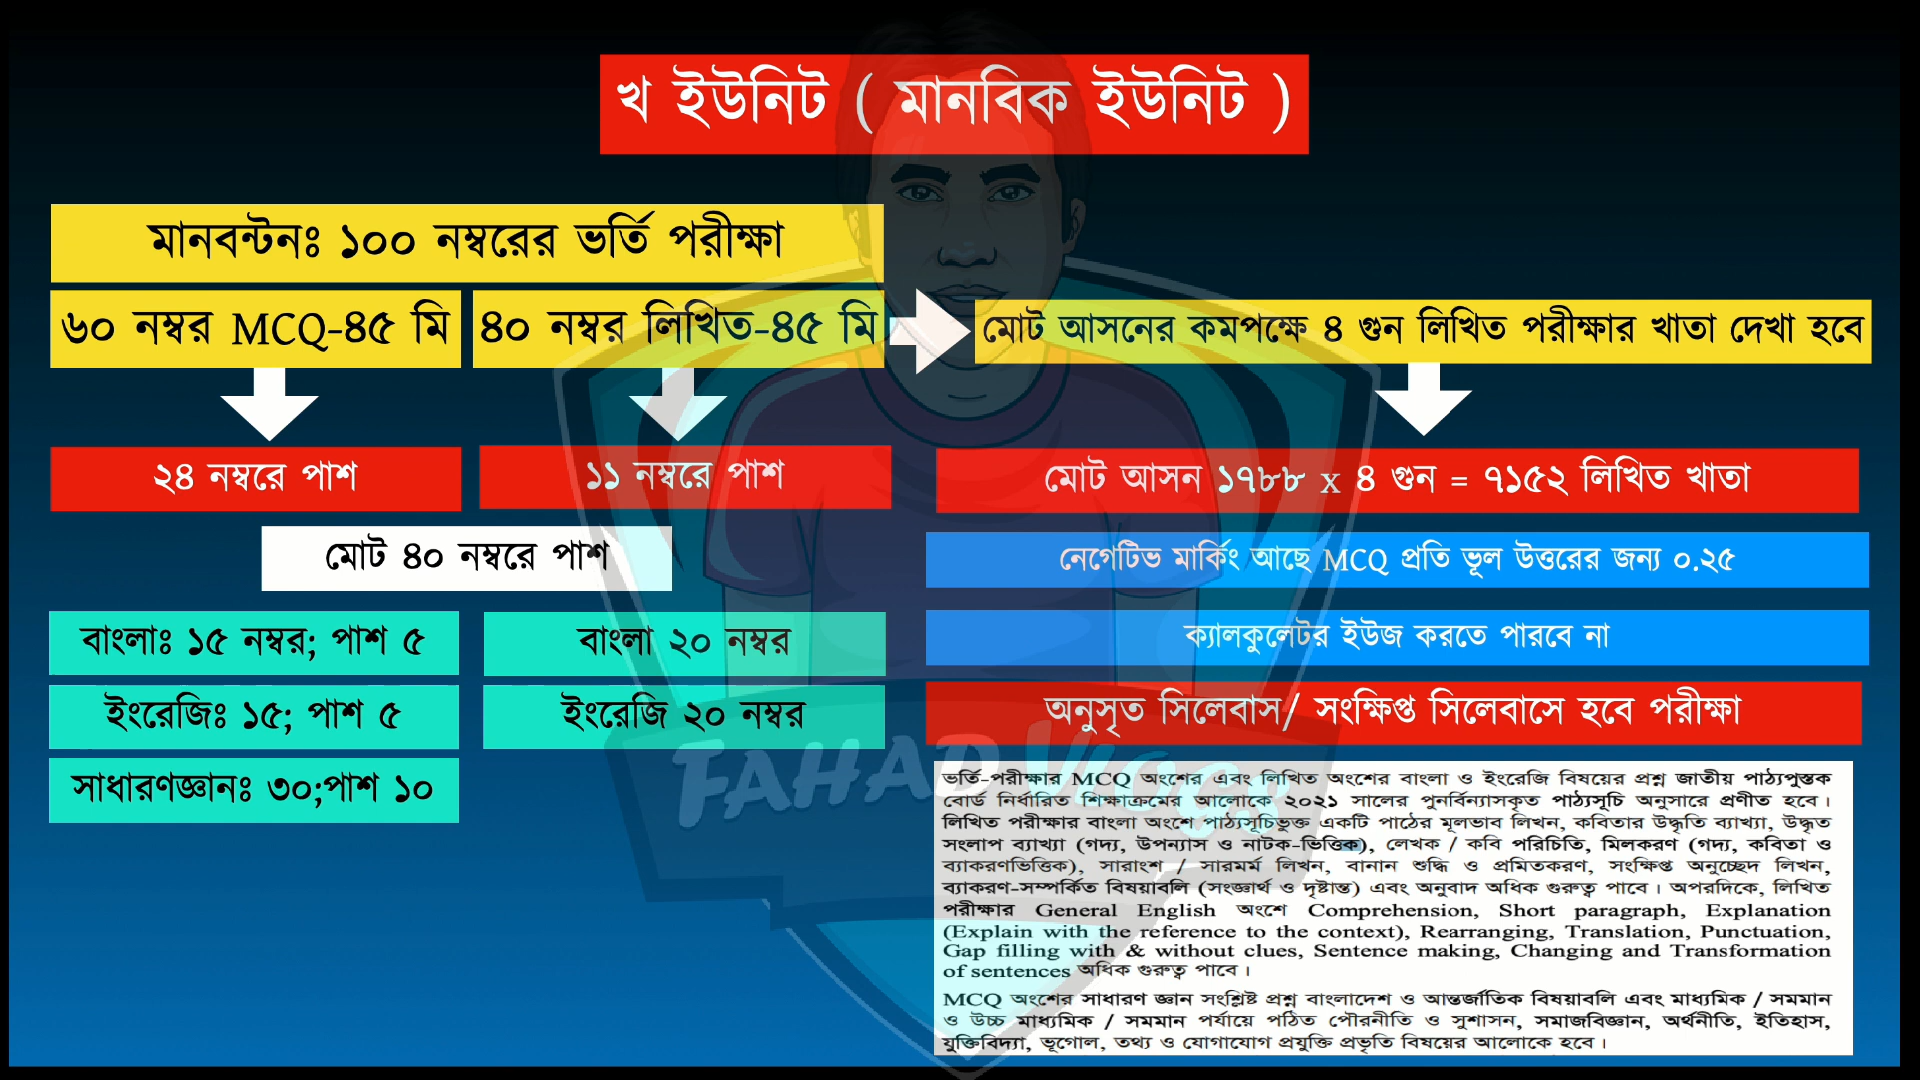 খ ইউনিট ( মানবিক ইউনিট )
মানবন্টনঃ ১০০ নম্বরের ভর্তি পরীক্ষা
৬০ নম্বর MCQ-৪৫ মি
৪০ নম্বর লিখিত-৪৫ মি
মোট আসনের কমপক্ষে ৪ গুন লিখিত পরীক্ষার খাতা দেখা হবে
২৪ নম্বরে পাশ
১১ নম্বরে পাশ
মোট আসন ১৭৮৮ x ৪ গুন = ৭১৫২ লিখিত খাতা
মোট ৪০ নম্বরে পাশ
নেগেটিভ মার্কিং আছে MCQ প্রতি ভূল উত্তরের জন্য ০.২৫
বাংলাঃ ১৫ নম্বর; পাশ ৫
বাংলা ২০ নম্বর
ক্যালকুলেটর ইউজ করতে পারবে না
ইংরেজিঃ ১৫; পাশ ৫
ইংরেজি ২০ নম্বর
অনুসৃত সিলেবাস/ সংক্ষিপ্ত সিলেবাসে হবে পরীক্ষা
সাধারণজ্ঞানঃ ৩০;পাশ ১০
FAHAD Vlogs
ভর্তি-পরীক্ষার MCQ অংশের এবং লিখিত অংশের বাংলা ও ইংরেজি বিষয়ের প্রশ্ন জাতীয় পাঠ্যপুস্তক
বোর্ড নির্ধারিত শিক্ষাক্রমের আলোকে ২০২১ সালের পুনর্বিন্যাসকৃত পাঠ্যসূচি অনুসারে প্রণীত হবে।
লিখিত পরীক্ষার বাংলা অংশে পাঠ্যসূচিভুক্ত একটি পাঠের মূলভাব লিখন, কবিতার উদ্ধৃতি ব্যাখ্যা, উদ্ধৃত
সংলাপ ব্যাখ্যা (গদ্য, উপন্যাস ও নাটক-ভিত্তিক), লেখক / কবি পরিচিতি, মিলকরণ (গদ্য, কবিতা ও
ব্যাকরণভিত্তিক), সারাংশ / সারমর্ম লিখন, বানান শুদ্ধি ও প্রমিতকরণ, সংক্ষিপ্ত অনুচ্ছেদ লিখন,
ব্যাকরণ-সম্পর্কিত বিষয়াবলি (সংজ্ঞার্থ ও দৃষ্টান্ত) এবং অনুবাদ অধিক গুরুত্ব পাবে। অপরদিকে, লিখিত
পরীক্ষার General English অংশে Comprehension, Short paragraph, Explanation
(Explain with the reference to the context), Rearranging, Translation, Punctuation,
Gap filling with & without clues, Sentence making, Changing and Transformation
of sentences অধিক গুরুত্ব পাবে।
MCQ অংশের সাধারণ জ্ঞান সংশ্লিষ্ট প্রশ্ন বাংলাদেশ ও আন্তর্জাতিক বিষয়াবলি এবং মাধ্যমিক / সমমান
ও উচ্চ মাধ্যমিক / সমমান পর্যায়ে পঠিত পৌরনীতি ও সুশাসন, সমাজবিজ্ঞান, অর্থনীতি, ইতিহাস,
যুক্তিবিদ্যা, ভূগোল, তথ্য ও যোগাযোগ প্রযুক্তি প্রভৃতি বিষয়ের আলোকে হবে।